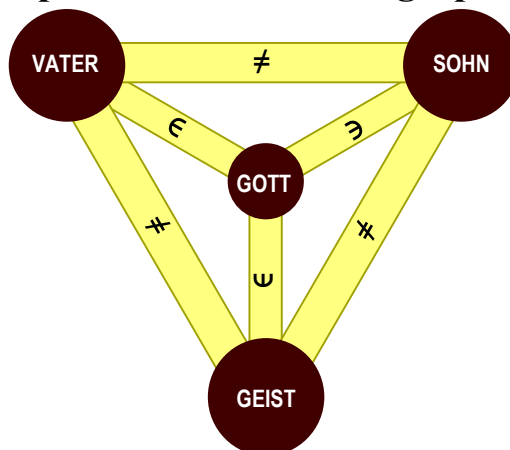 VATER ≠ SOHN
∈ ∋
GOTT
≠ ≠
∈
GEIST